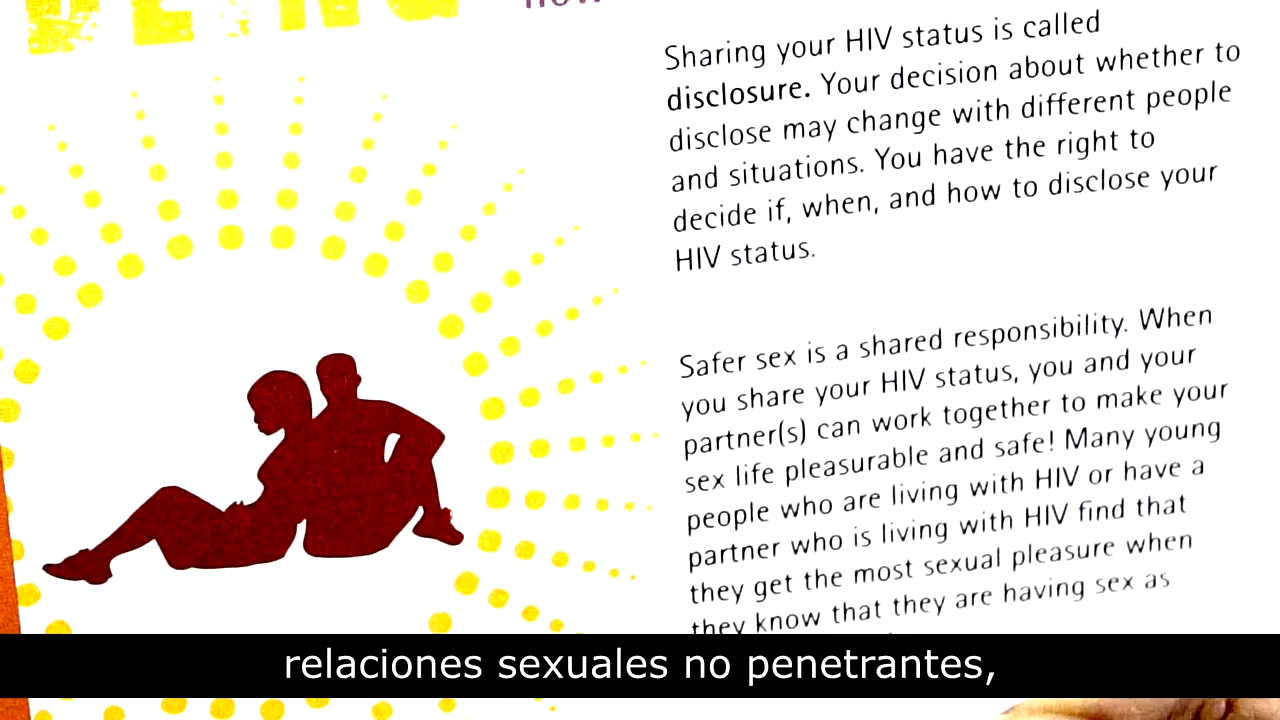 Sharing your HIV status is called
disclosure. Your decision about whether to
disclose may change with different people
and situations. You have the right to
decide if, when, and how to disclose your
HIV status.
Safer sex is a shared responsibility. When
you share your HIV status, you and your
partner(s) can work together to make your
sex life pleasurable and safe! Many young
people who are living with HIV or have a
partner who is living with HIV find that
they get the most sexual pleasure when
they know that they are having sex as
relaciones sexuales no penetrantes,